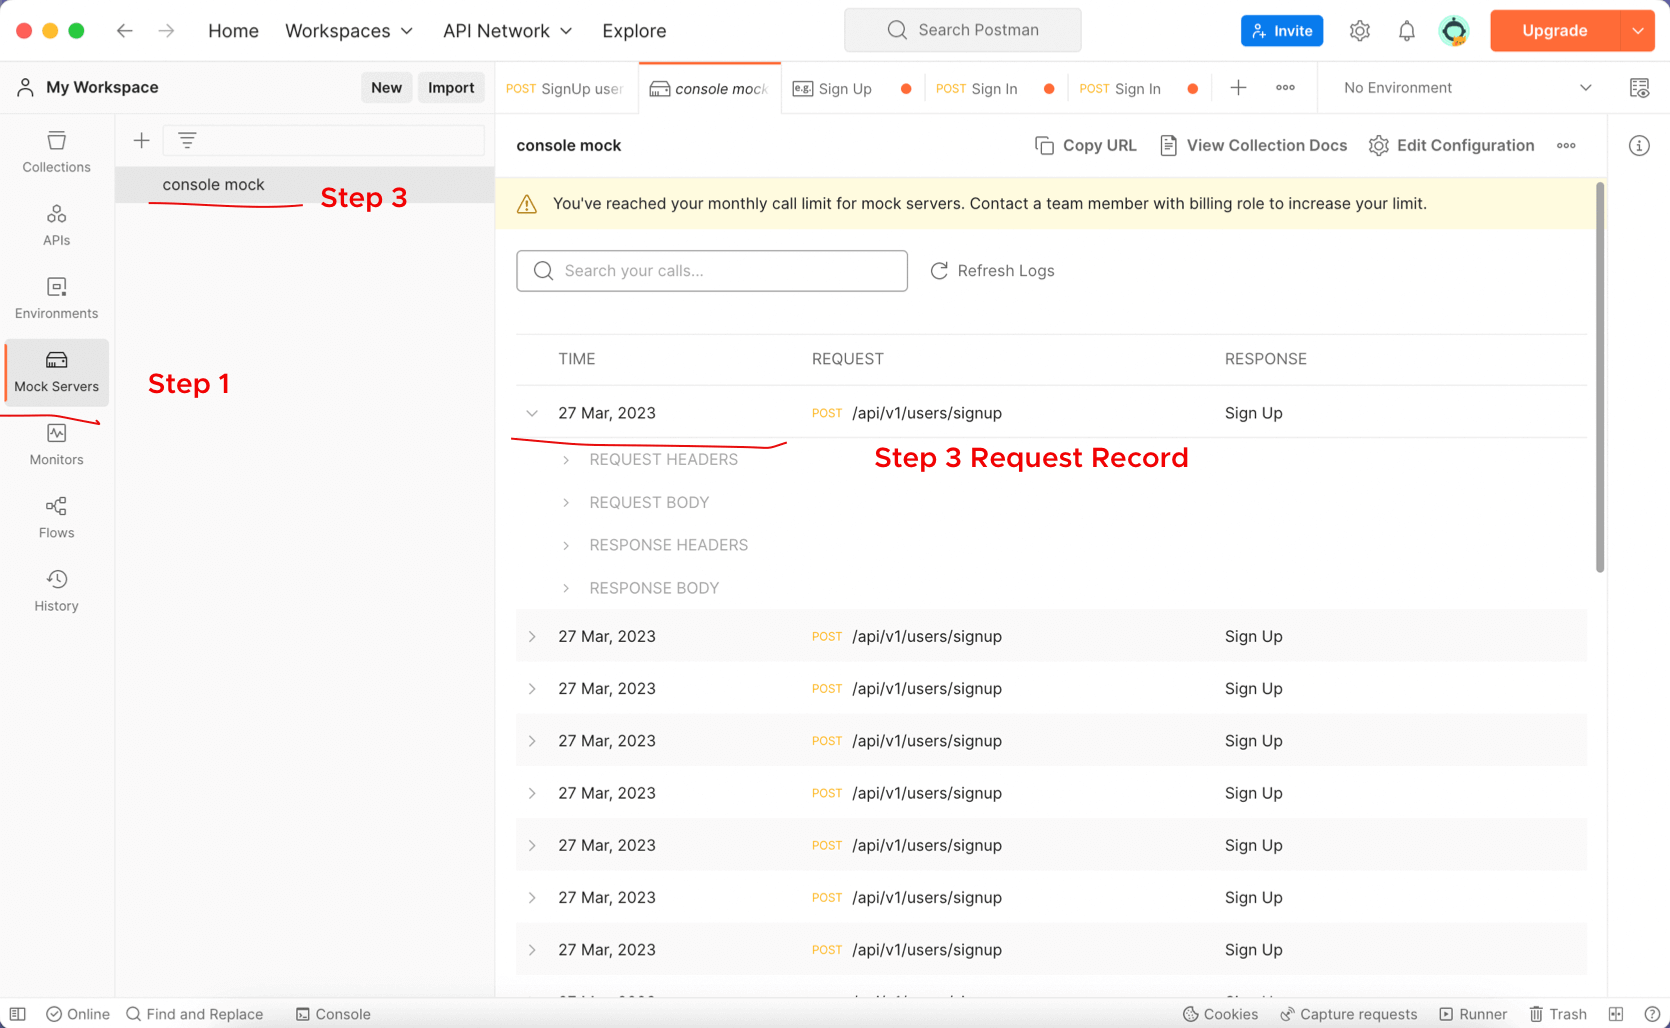 Home
Workspaces
API Network
Explore
Search Postman
Invite
Upgrade
My Workspace
New
Import
POST SignUp user
console mock
e.g. Sign Up
POST Sign In
POST Sign In
No Environment
Collections
APIs
Environments
Mock Servers
Monitors
Flows
History
console mock
Step 3
Step 1
console mock
Copy URL
View Collection Docs
Edit Configuration
You've reached your monthly call limit for mock servers. Contact a team member with billing role to increase your limit.
Search your calls...
Refresh Logs
TIME REQUEST RESPONSE
27 Mar, 2023 POST /api/v1/users/signup Sign Up
Step 3 Request Record
REQUEST HEADERS
REQUEST BODY
RESPONSE HEADERS
RESPONSE BODY
27 Mar, 2023 POST /api/v1/users/signup Sign Up
27 Mar, 2023 POST /api/v1/users/signup Sign Up
27 Mar, 2023 POST /api/v1/users/signup Sign Up
27 Mar, 2023 POST /api/v1/users/signup Sign Up
27 Mar, 2023 POST /api/v1/users/signup Sign Up
27 Mar, 2023 POST /api/v1/users/signup Sign Up
27 Mar, 2023 POST /api/v1/users/signup Sign Up
Online
Find and Replace
Console
Cookies
Capture requests
Runner
Trash